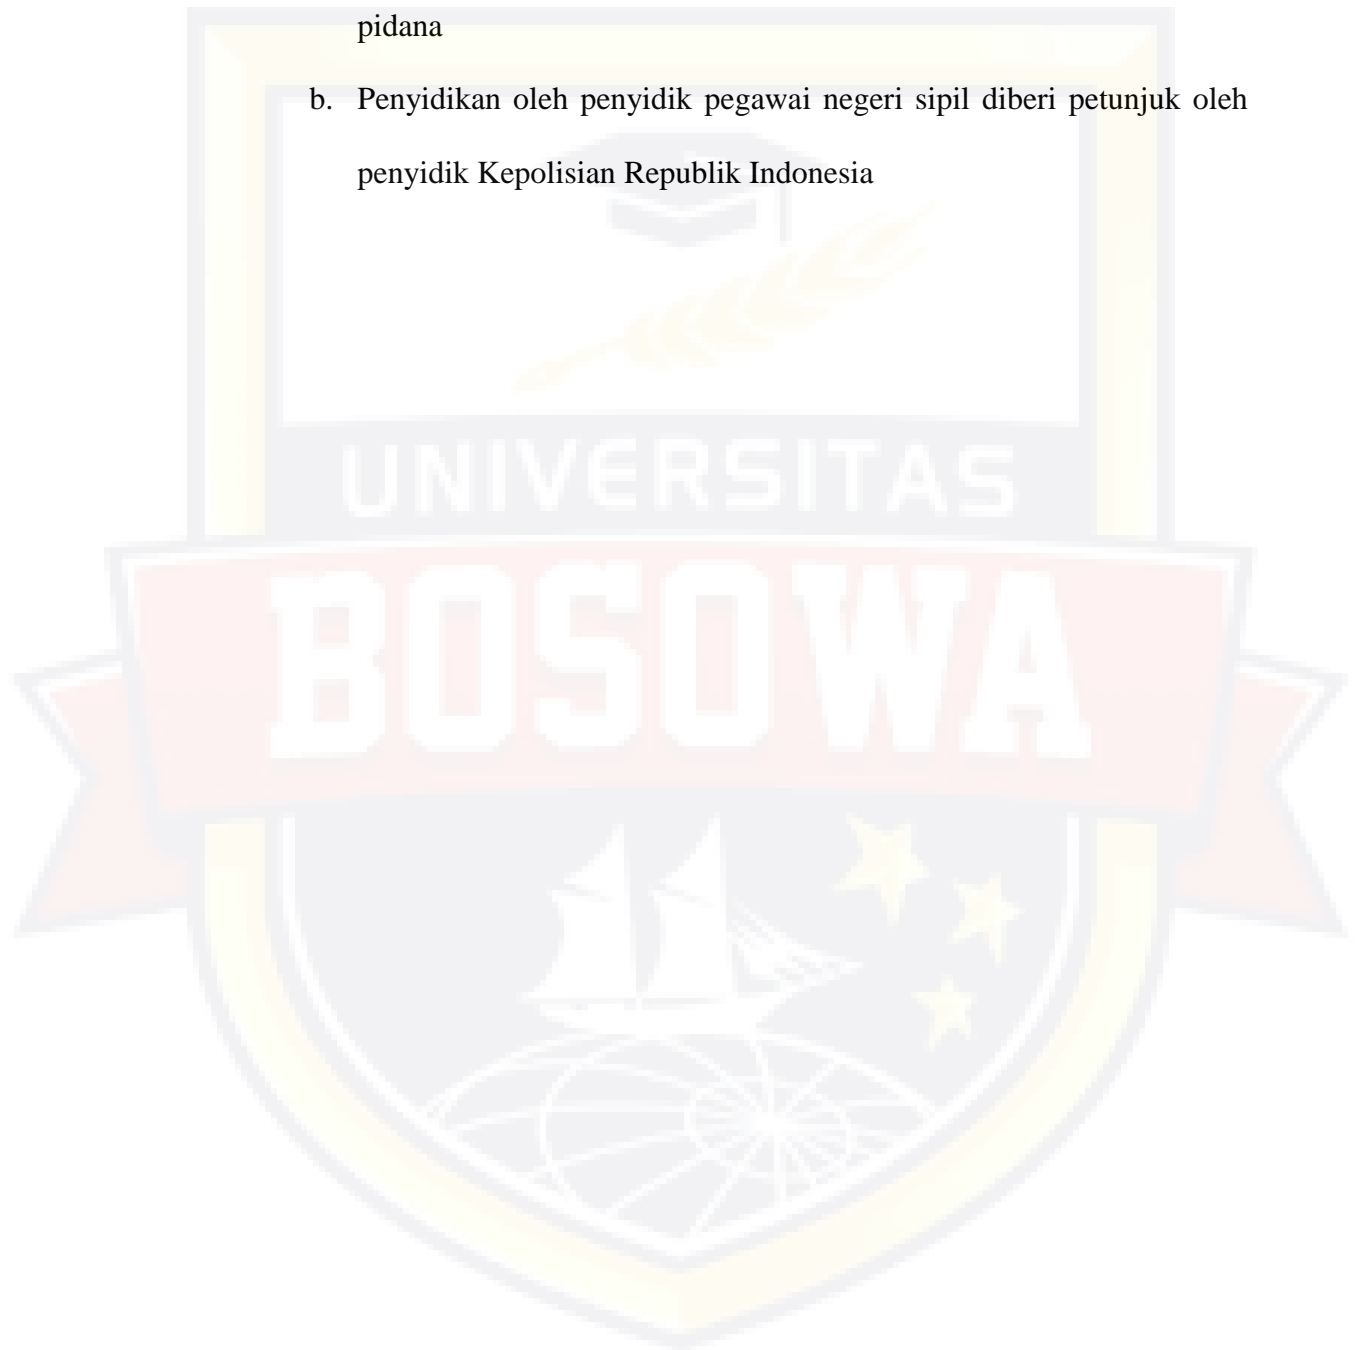 pidana
b. Penyidikan oleh penyidik pegawai negeri sipil diberi petunjuk oleh
penyidik Kepolisian Republik Indonesia
UNIVERSITAS
BOSOWA